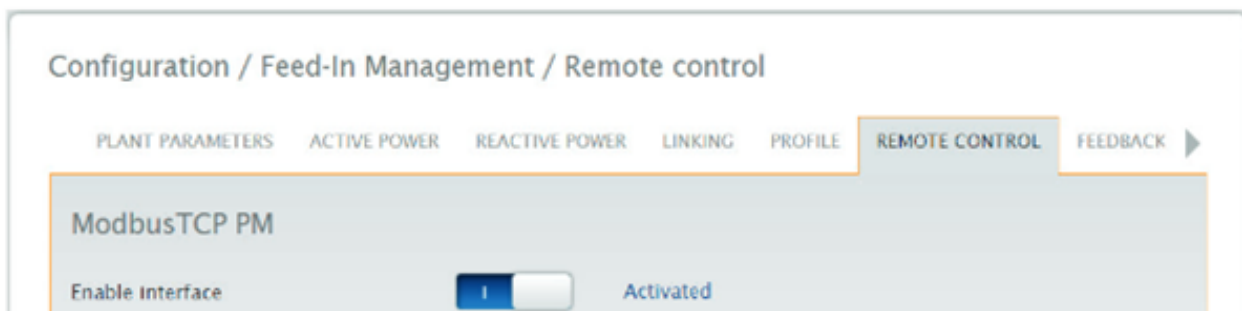 Configuration / Feed-In Management / Remote control
PLANT PARAMETERS ACTIVE POWER REACTIVE POWER LINKING PROFILE REMOTE CONTROL FEEDBACK
ModbusTCP PM
Enable interface I Activated